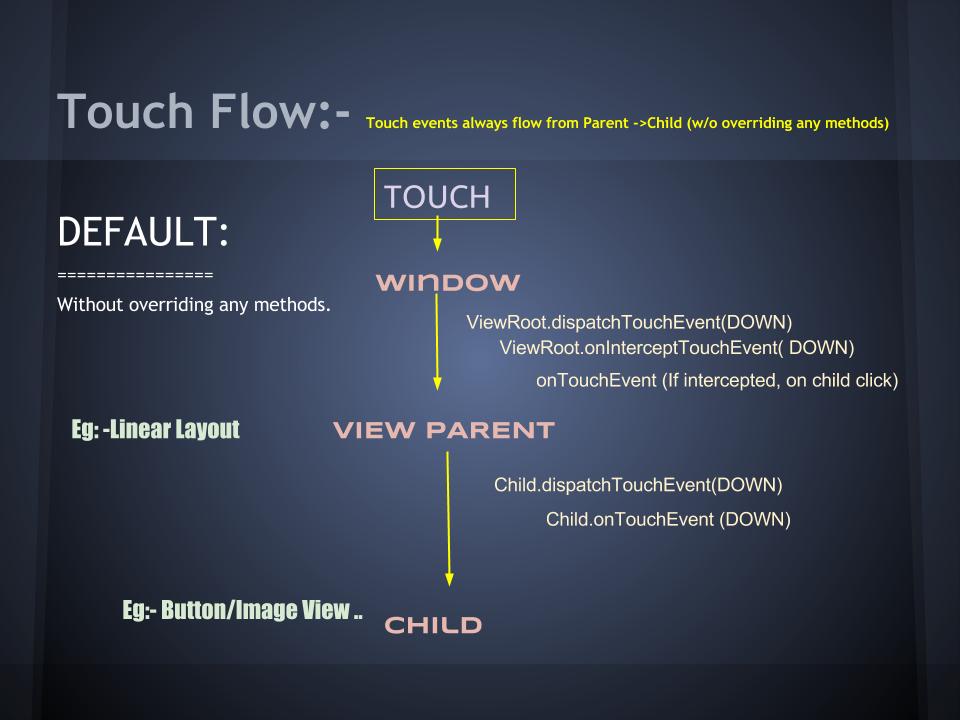 Touch Flow:- Touch events always flow from Parent ->Child (w/o overriding any methods)
TOUCH
DEFAULT:
================
Without overriding any methods.
WINDOW
ViewRoot.dispatchTouchEvent(DOWN)
ViewRoot.onInterceptTouchEvent( DOWN)
onTouchEvent (If intercepted, on child click)
Eg: -Linear Layout
VIEW PARENT
Child.dispatchTouchEvent(DOWN)
Child.onTouchEvent (DOWN)
Eg:- Button/Image View ..
CHILD